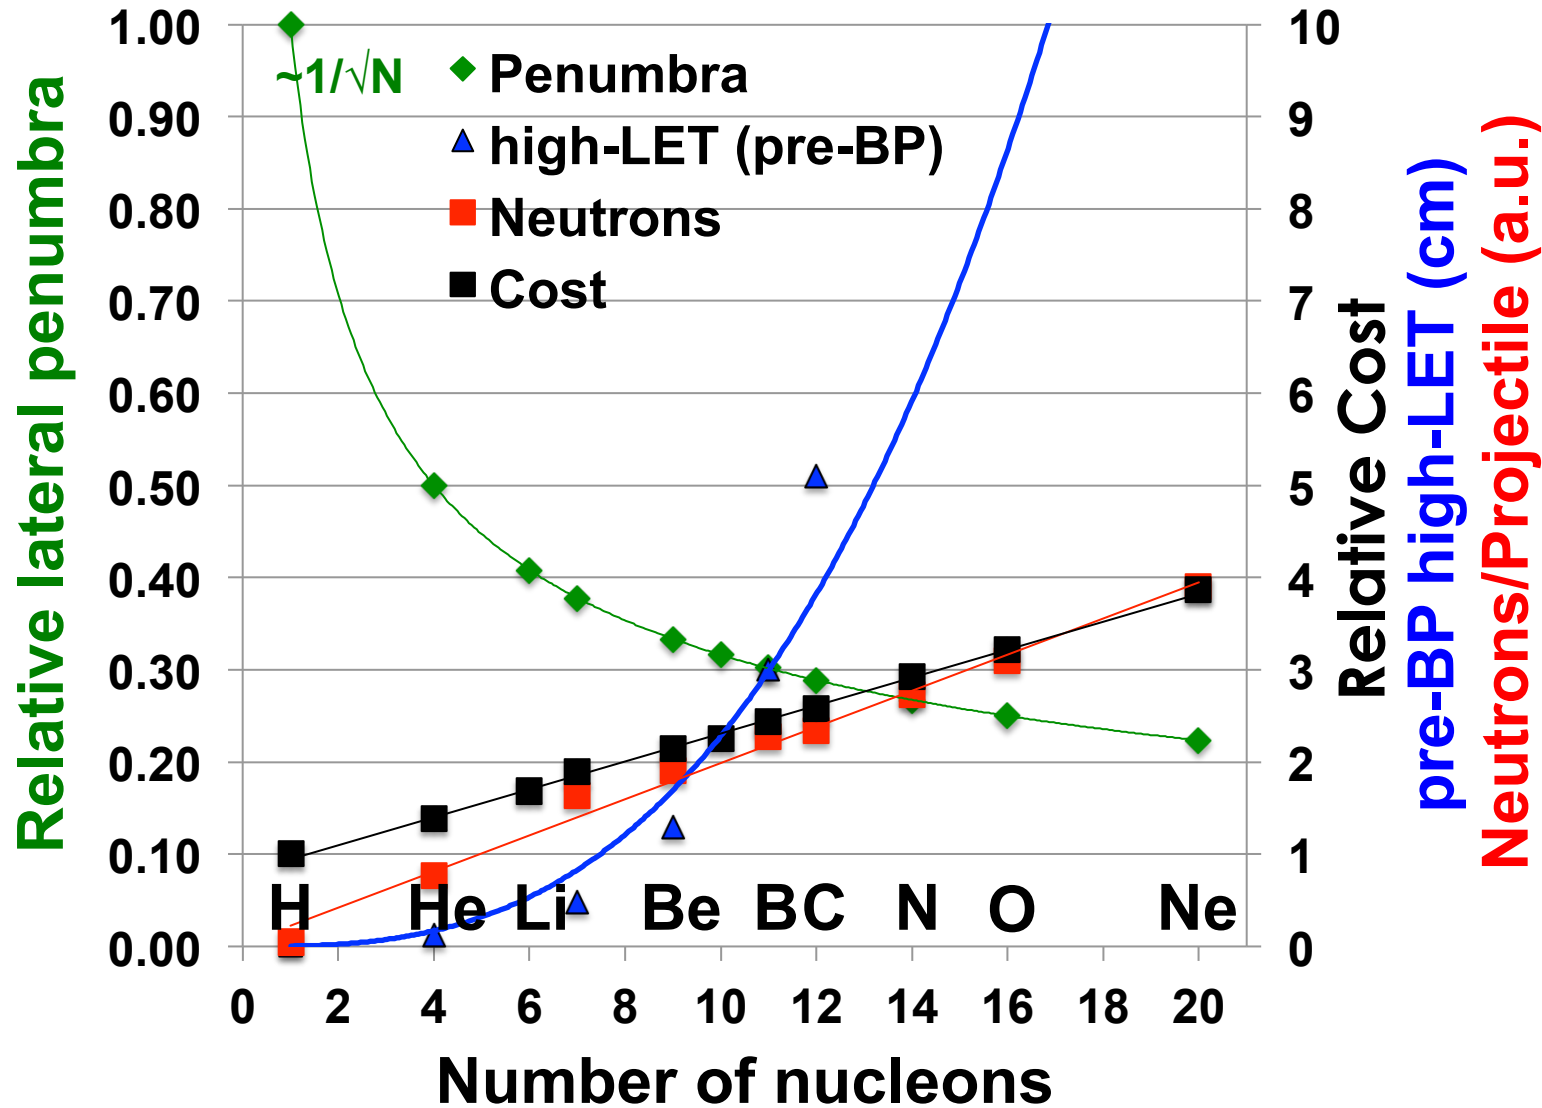 Relative lateral penumbra
1.00
0.90
0.80
0.70
0.60
0.50
0.40
0.30
0.20
0.10
0.00
~1/√N
Penumbra
high-LET (pre-BP)
Neutrons
Cost
H He Li Be B C N O Ne
0 2 4 6 8 10 12 14 16 18 20
Number of nucleons
10
9
8
7
6
5
4
3
2
1
0
Relative Cost
pre-BP high-LET (cm)
Neutrons/Projectile (a.u.)